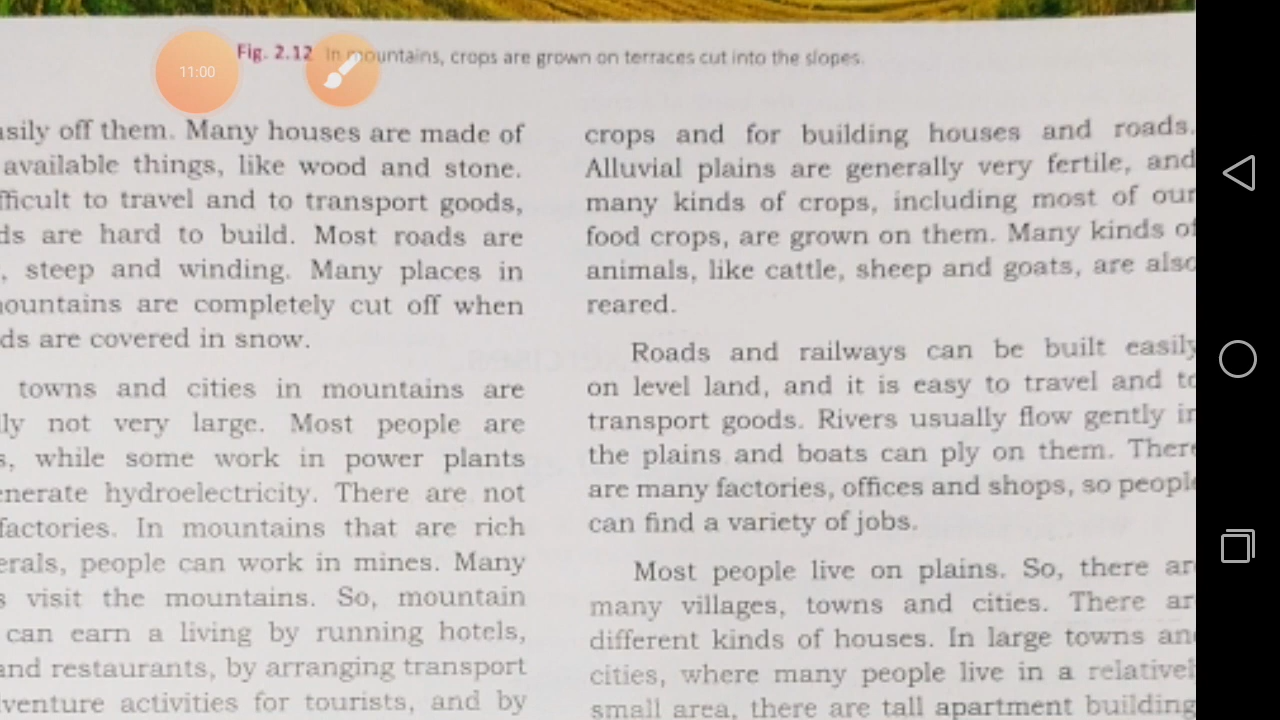 Fig. 2.12 In mountains, crops are grown on terraces cut into the slopes.
11:00
off them. Many houses are made of
available things, like wood and stone.
to travel and to transport goods,
are hard to build. Most roads are
, steep and winding. Many places in
are completely cut off when
are covered in snow.
towns and cities in mountains are
not very large. Most people are
, while some work in power plants
hydroelectricity. There are not
factories. In mountains that are rich
people can work in mines. Many
visit the mountains. So, mountain
can earn a living by running hotels,
and restaurants, by arranging transport
activities for tourists, and by
crops and for building houses and roads.
Alluvial plains are generally very fertile, and
many kinds of crops, including most of our
food crops, are grown on them. Many kinds of
animals, like cattle, sheep and goats, are also
reared.
Roads and railways can be built easily
on level land, and it is easy to travel and to
transport goods. Rivers usually flow gently in
the plains and boats can ply on them. There
are many factories, offices and shops, so people
can find a variety of jobs.
Most people live on plains. So, there are
many villages, towns and cities. There are
different kinds of houses. In large towns and
cities, where many people live in a relatively
small area, there are tall apartment building